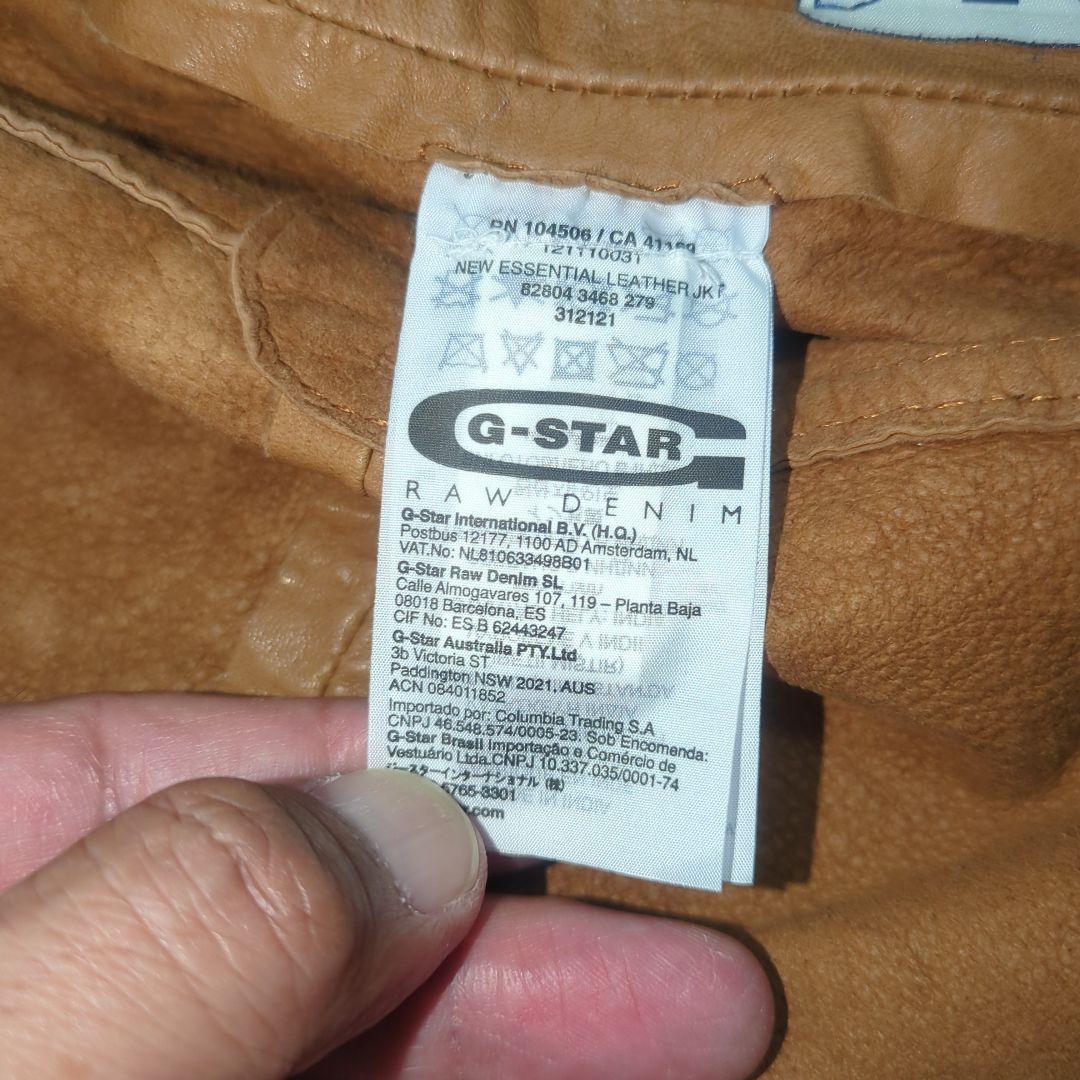 RN 104506 / CA 41169
121110031
NEW ESSENTIAL LEATHER JKT
82804 3468 279
312121
G-STAR
RAW DENIM
G-Star International B.V. (H.Q.)
Postbus 12177, 1100 AD Amsterdam, NL
VAT.No: NL810633498B01
G-Star Raw Denim SL
Calle Almogavares 107, 119 – Planta Baja
08018 Barcelona, ES
CIF No: ES B 62443247
G-Star Australia PTY.Ltd
3b Victoria ST
Paddington NSW 2021, AUS
ACN 084011852
Importado por: Columbia Trading S.A
CNPJ 46.548.574/0005-23. Sob Encomenda:
G-Star Brasil Importação e Comércio de
Vestuário Ltda.CNPJ 10.337.035/0001-74
ジースターインターナショナル (株)
5765-3301
.com